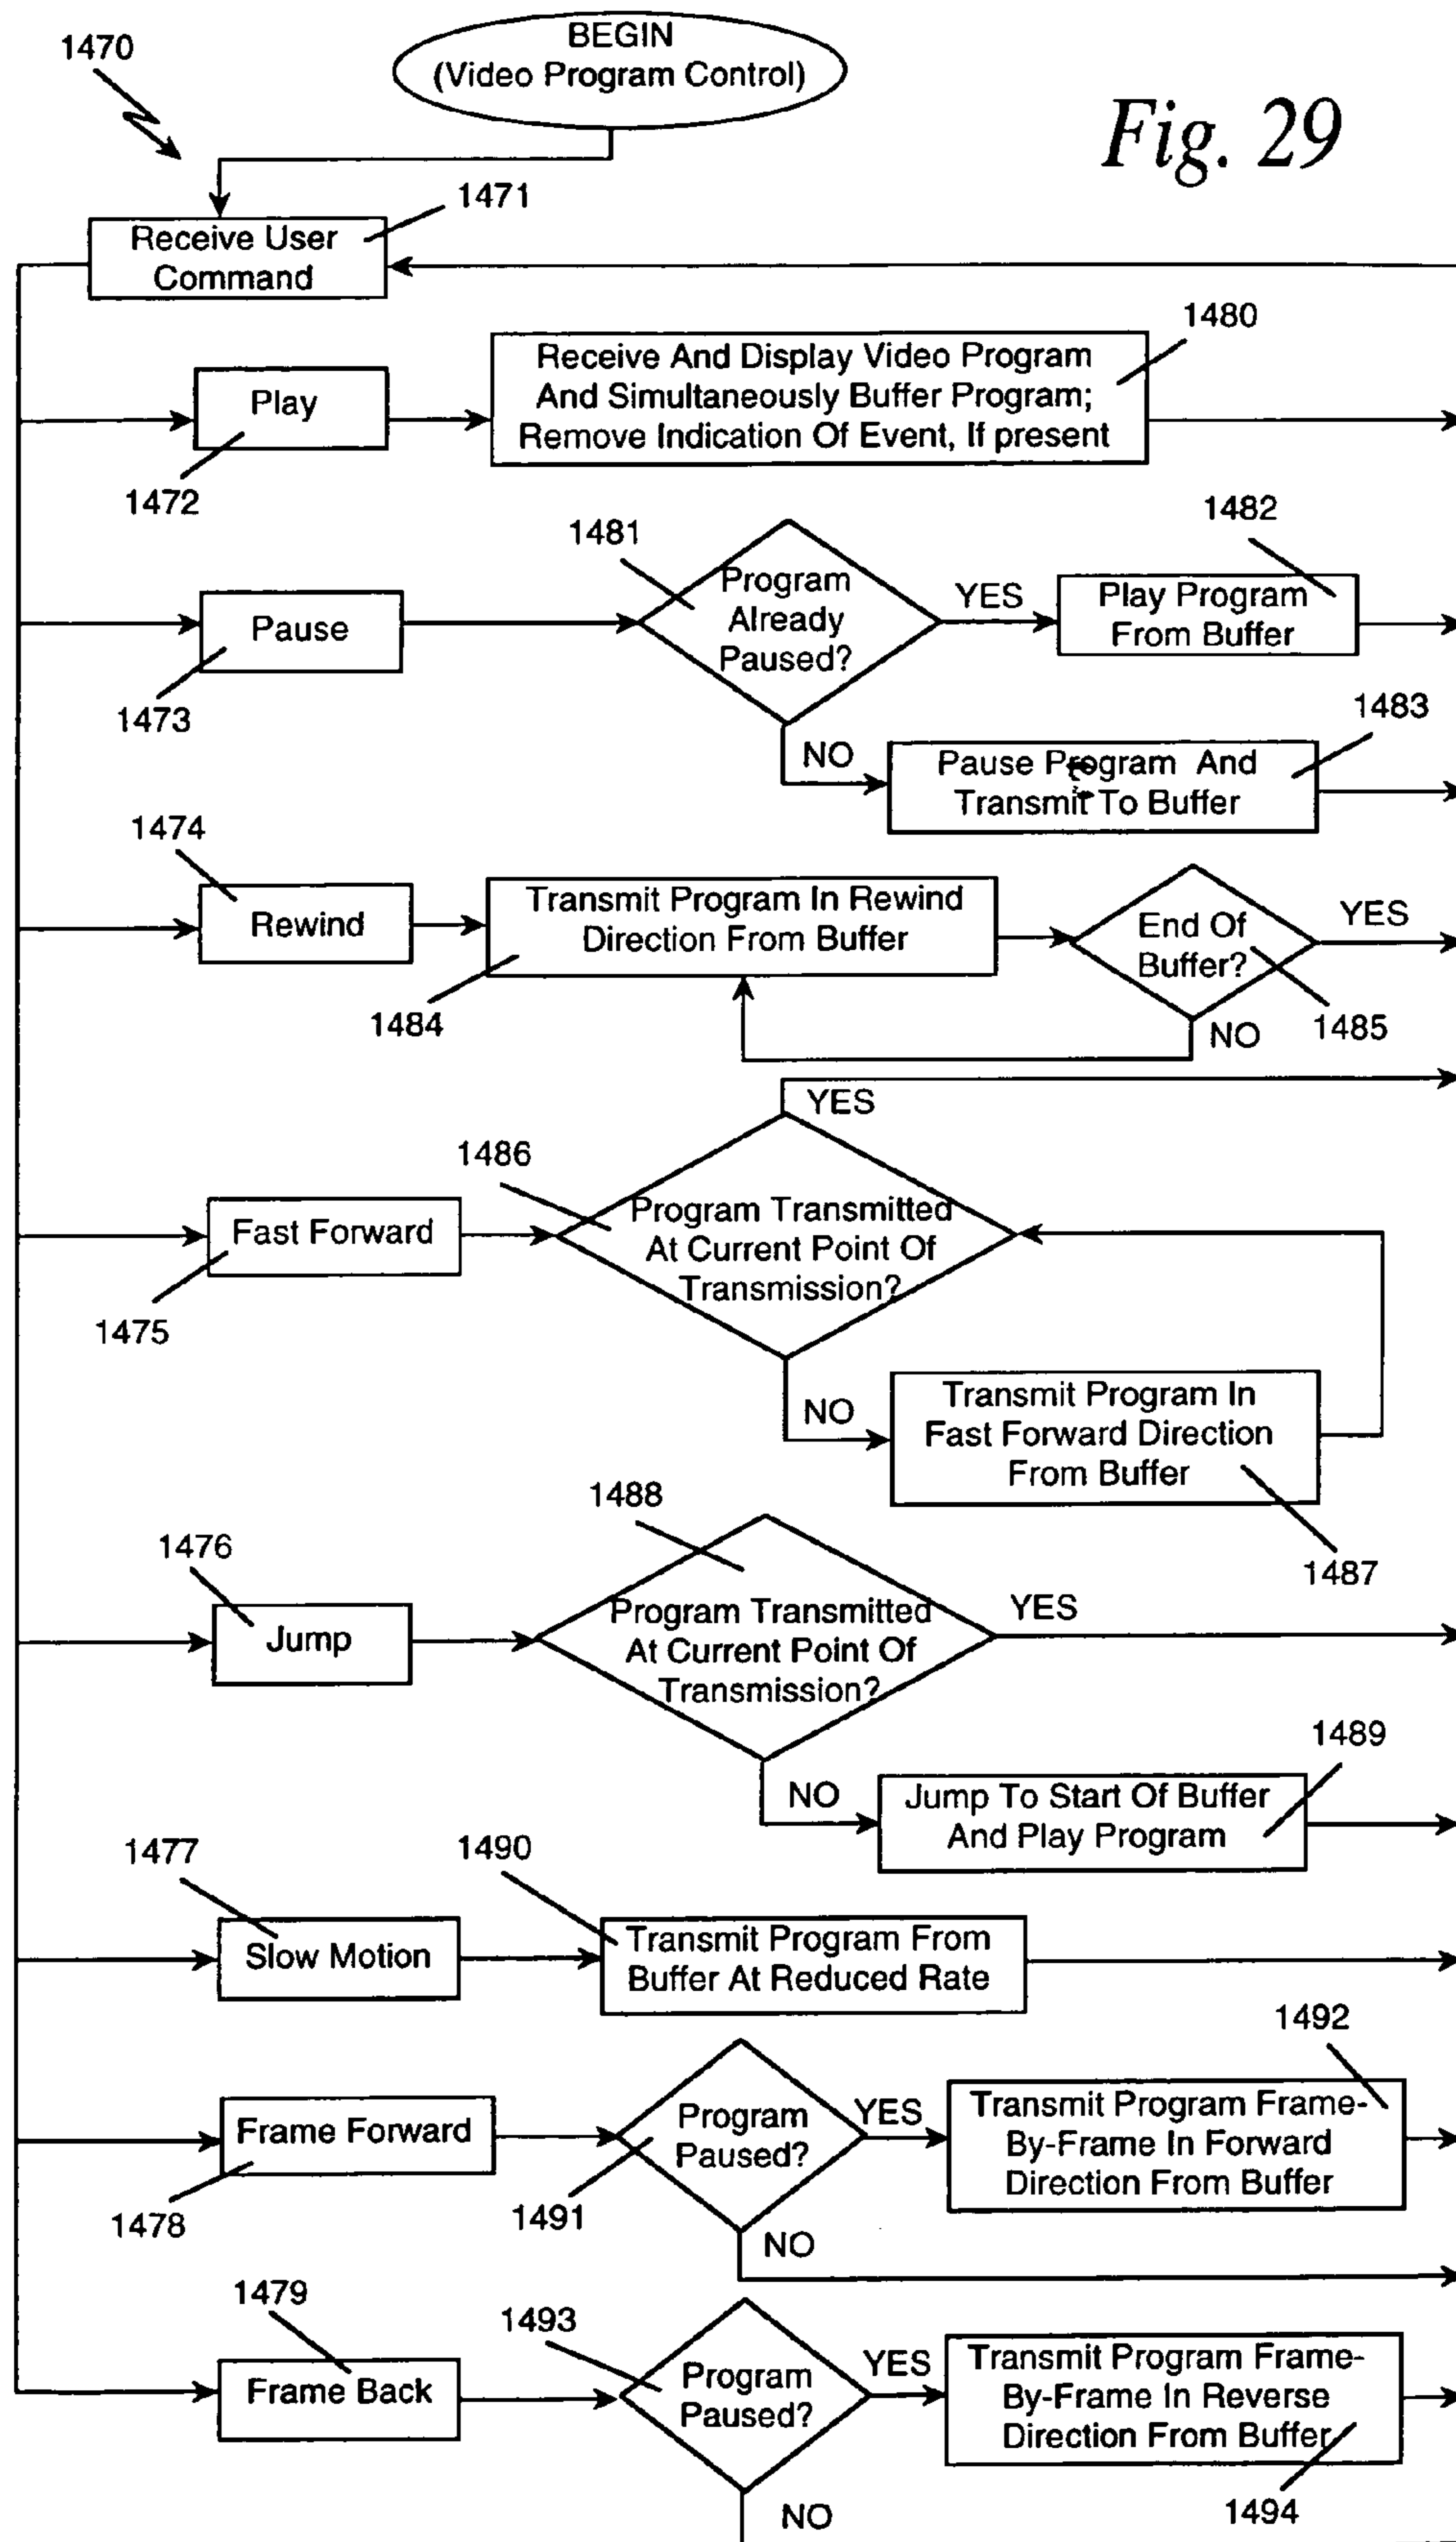 1470
BEGIN
(Video Program Control)
Fig. 29
1471
Receive User
Command
1480
Receive And Display Video Program
And Simultaneously Buffer Program;
Remove Indication Of Event, If present
Play
1472
1481
1482
Program
Already
Paused?
YES
Play Program
From Buffer
Pause
1473
1483
NO
Pause Program And
Transmit To Buffer
1474
Rewind
Transmit Program In Rewind
Direction From Buffer
1484
End Of
Buffer?
YES
1485
NO
YES
1486
Fast Forward
1475
Program Transmitted
At Current Point Of
Transmission?
NO
Transmit Program In
Fast Forward Direction
From Buffer
1487
1488
1476
Jump
Program Transmitted
At Current Point Of
Transmission?
YES
1489
NO
Jump To Start Of Buffer
And Play Program
1477
1490
Slow Motion
Transmit Program From
Buffer At Reduced Rate
1492
Frame Forward
1478
Program
Paused?
1491
YES
Transmit Program Frame-
By-Frame In Forward
Direction From Buffer
NO
1479
1493
Frame Back
Program
Paused?
YES
Transmit Program Frame-
By-Frame In Reverse
Direction From Buffer
1494
NO